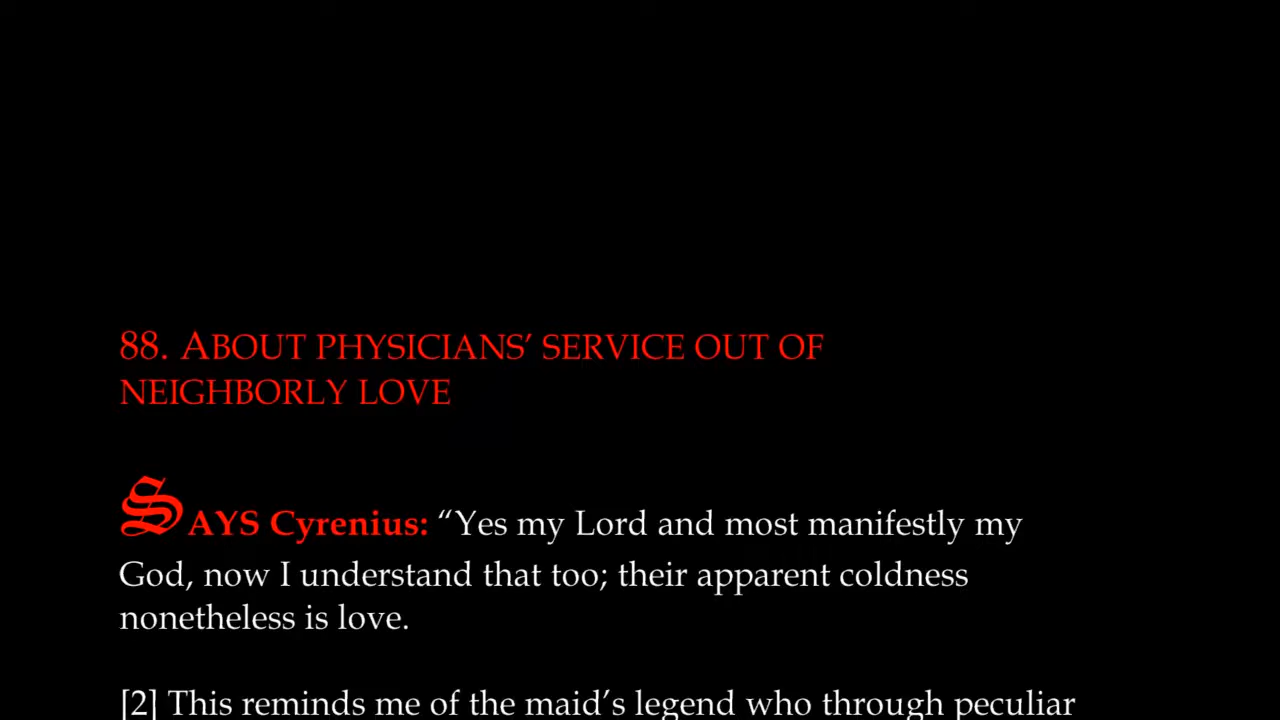 88. ABOUT PHYSICIANS’ SERVICE OUT OF
NEIGHBORLY LOVE
SAYS Cyrenius: “Yes my Lord and most manifestly my
God, now I understand that too; their apparent coldness
nonetheless is love.
[2] This reminds me of the maid’s legend who through peculiar